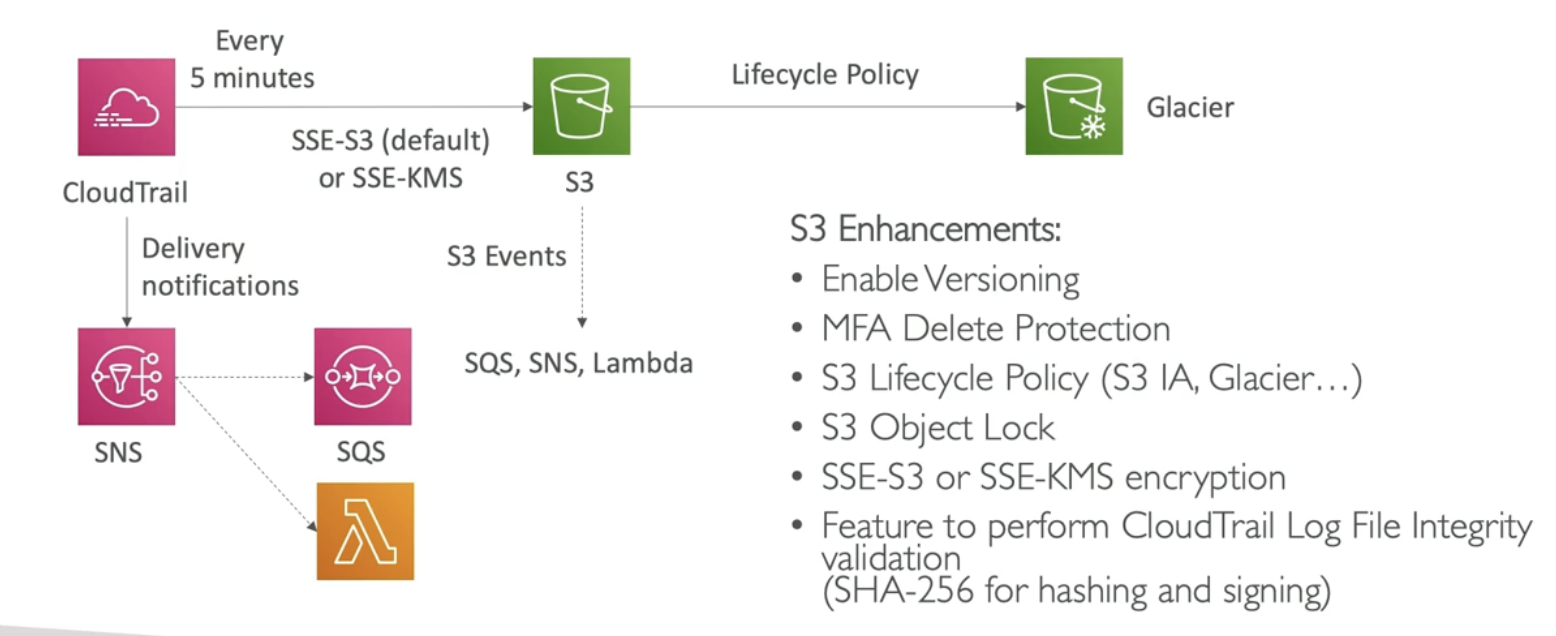 Every
5 minutes
Lifecycle Policy
Glacier
SSE-S3 (default)
or SSE-KMS
CloudTrail
S3
Delivery
notifications
S3 Events
SQS, SNS, Lambda
SNS
SQS
S3 Enhancements:
• Enable Versioning
• MFA Delete Protection
• S3 Lifecycle Policy (S3 IA, Glacier…)
• S3 Object Lock
• SSE-S3 or SSE-KMS encryption
• Feature to perform CloudTrail Log File Integrity
validation
(SHA-256 for hashing and signing)